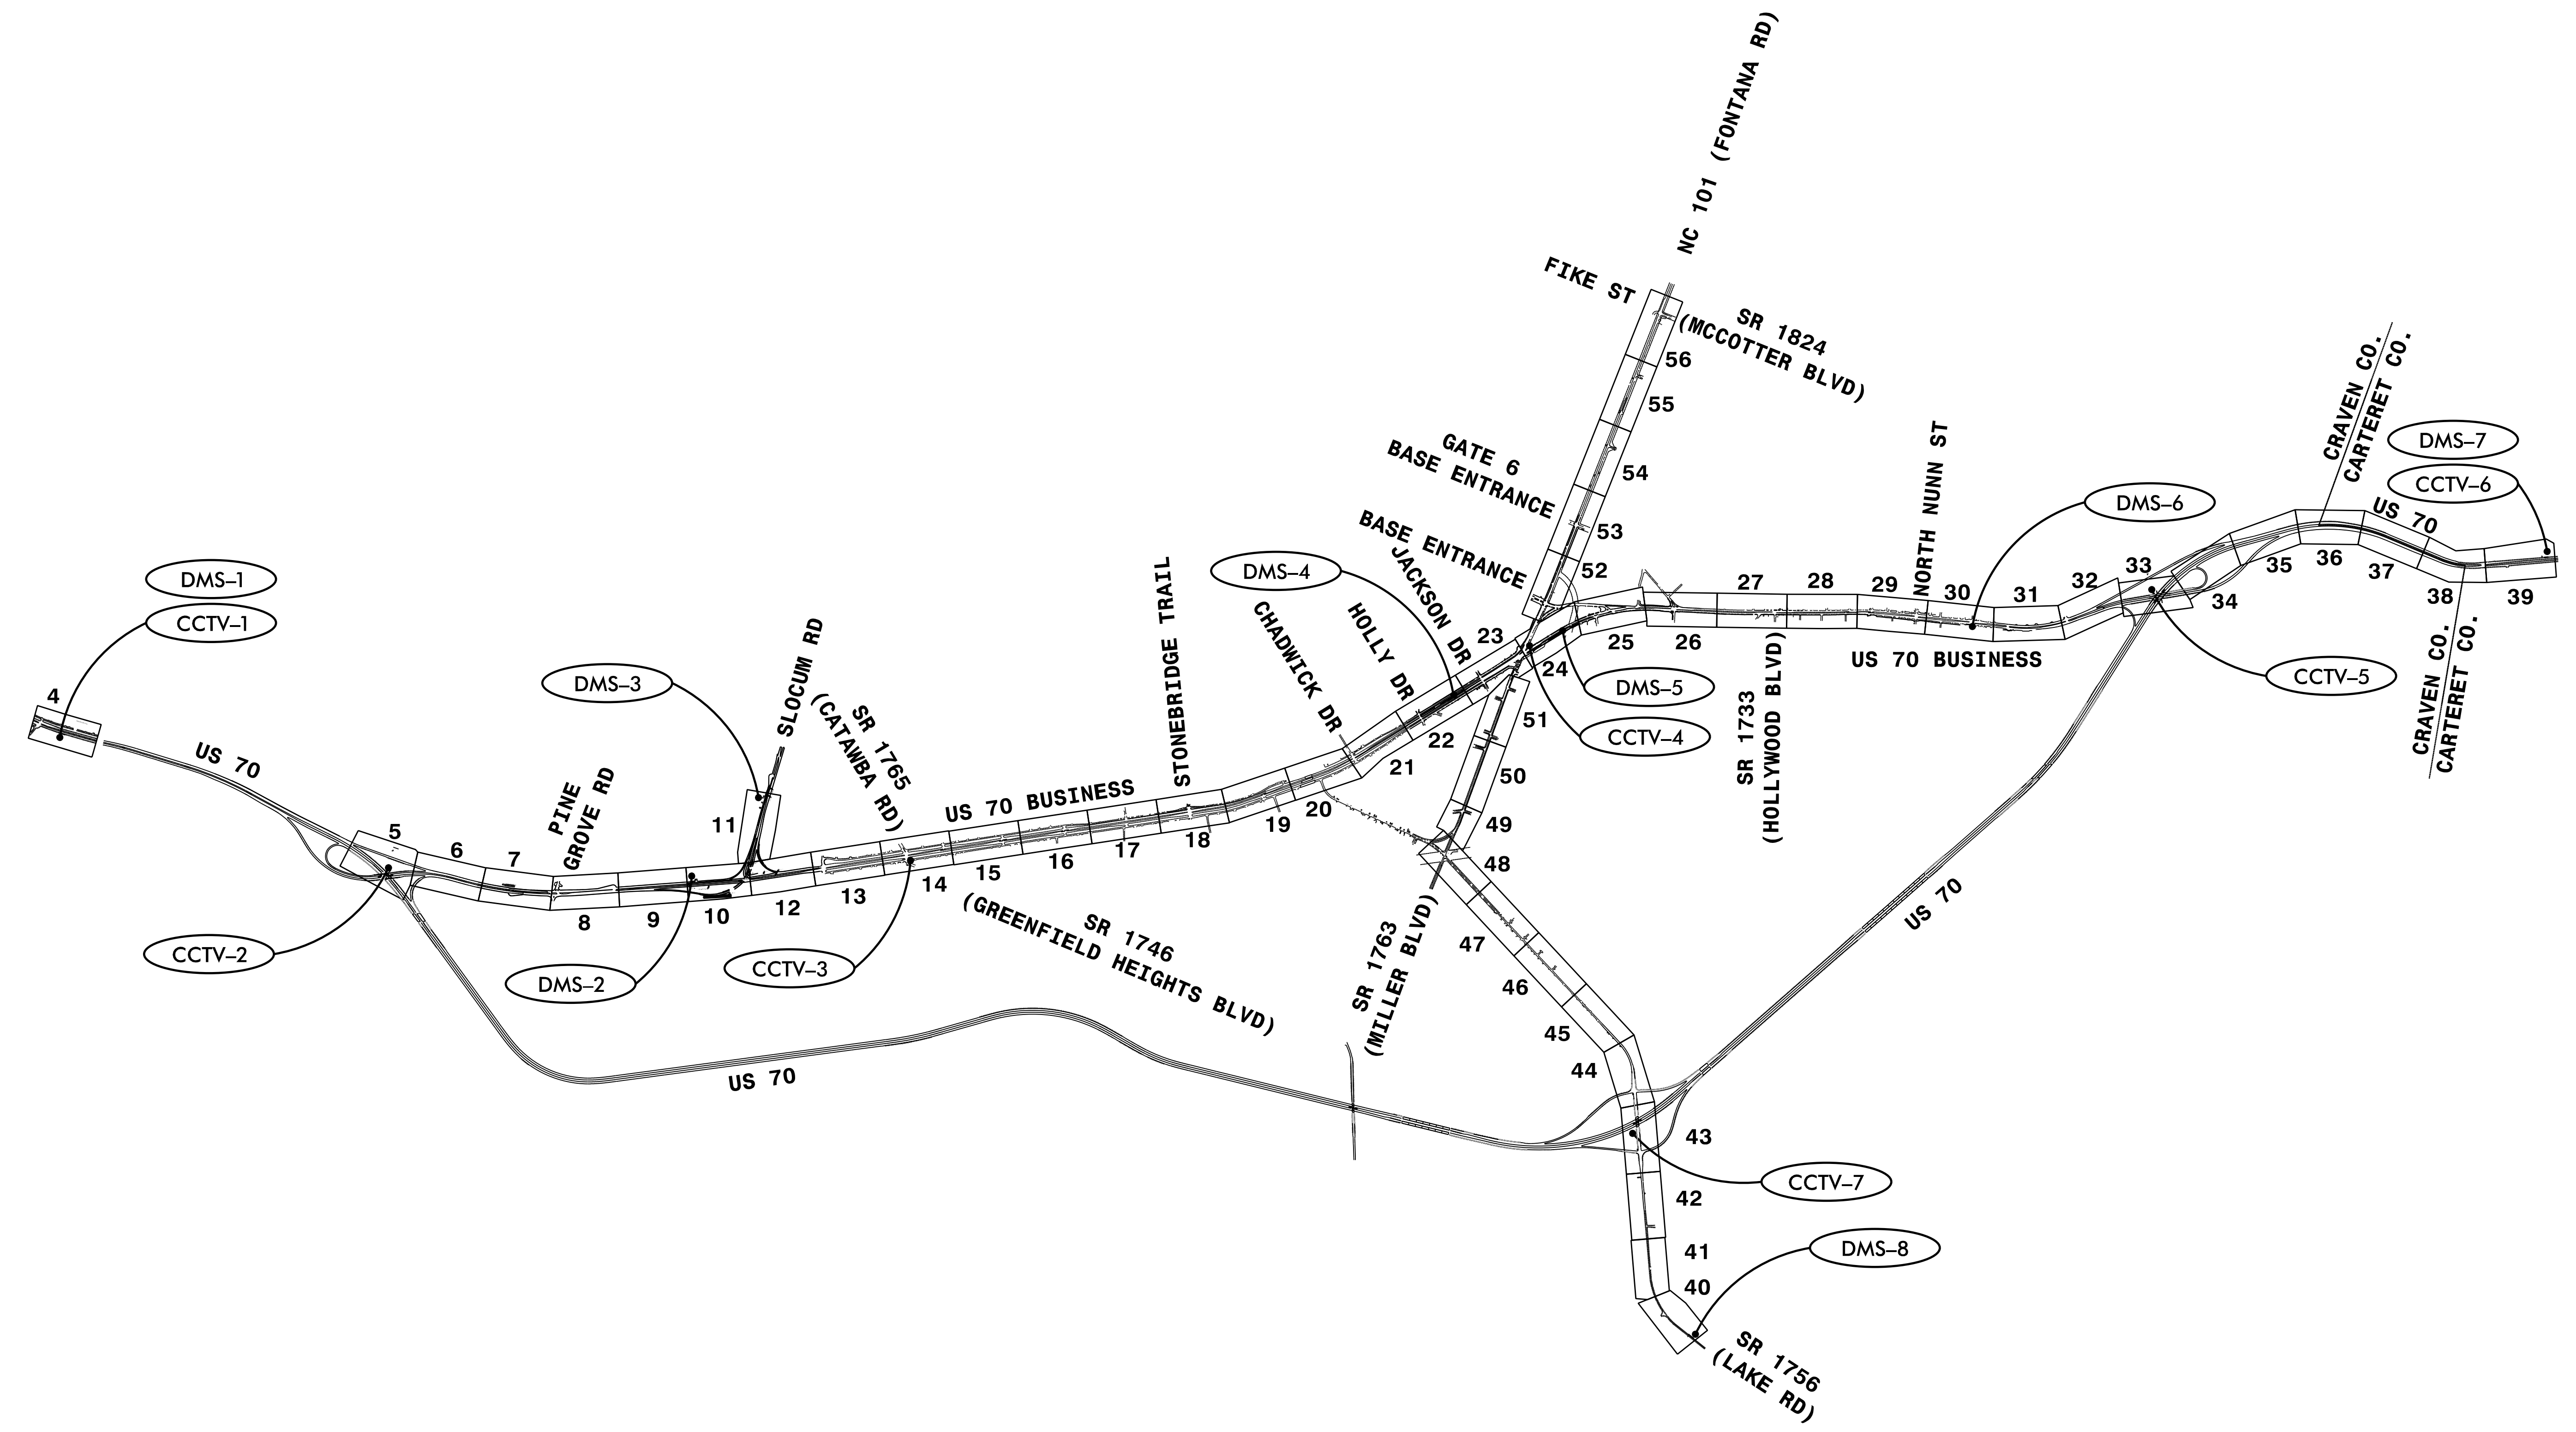 NC 101 (FONTANA RD)
FIKE ST
SR 1824
(MCCOTTER BLVD)
56
55
54
53
52
GATE 6
BASE ENTRANCE
BASE ENTRANCE
JACKSON DR
HOLLY DR
CHADWICK DR
STONEBRIDGE TRAIL
DMS–4
DMS–1
CCTV–1
4
US 70
DMS–3
SLOCUM RD
SR 1765
(CATAWBA RD)
PINE
GROVE RD
5
6
7
8
9
10
11
12
13
14
15
16
17
18
19
20
21
22
23
24
25
26
27
28
29
30
31
32
33
34
35
36
37
38
39
US 70 BUSINESS
CCTV–2
DMS–2
CCTV–3
SR 1746
(GREENFIELD HEIGHTS BLVD)
US 70
DMS–5
CCTV–4
SR 1733
(HOLLYWOOD BLVD)
US 70 BUSINESS
NORTH NUNN ST
DMS–6
CCTV–5
CRAVEN CO.
CARTERET CO.
US 70
DMS–7
CCTV–6
CRAVEN CO.
CARTERET CO.
US 70
51
50
49
48
47
46
45
44
43
42
41
40
SR 1763
(MILLER BLVD)
CCTV–7
DMS–8
SR 1756
(LAKE RD)